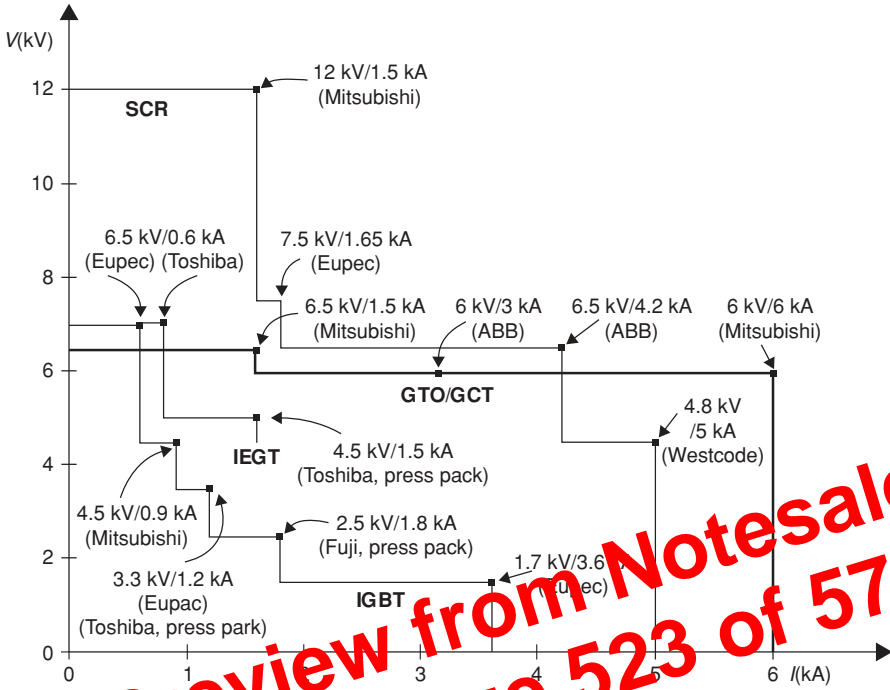 V(kV)
12
10
8
6
4
2
0
12 kV/1.5 kA
(Mitsubishi)
SCR
6.5 kV/0.6 kA
(Eupec) (Toshiba)
7.5 kV/1.65 kA
(Eupec)
6.5 kV/1.5 kA
(Mitsubishi)
6 kV/3 kA
(ABB)
6.5 kV/4.2 kA
(ABB)
6 kV/6 kA
(Mitsubishi)
GTO/GCT
4.8 kV
/5 kA
(Westcode)
IEGT
4.5 kV/1.5 kA
(Toshiba, press pack)
4.5 kV/0.9 kA
(Mitsubishi)
2.5 kV/1.8 kA
(Fuji, press pack)
3.3 kV/1.2 kA
(Eupac)
(Toshiba, press park)
IGBT
1.7 kV/3.6 kA
(Eupec)
0 1 3 4 5 6 I(kA)
from Notesale
523 of 57